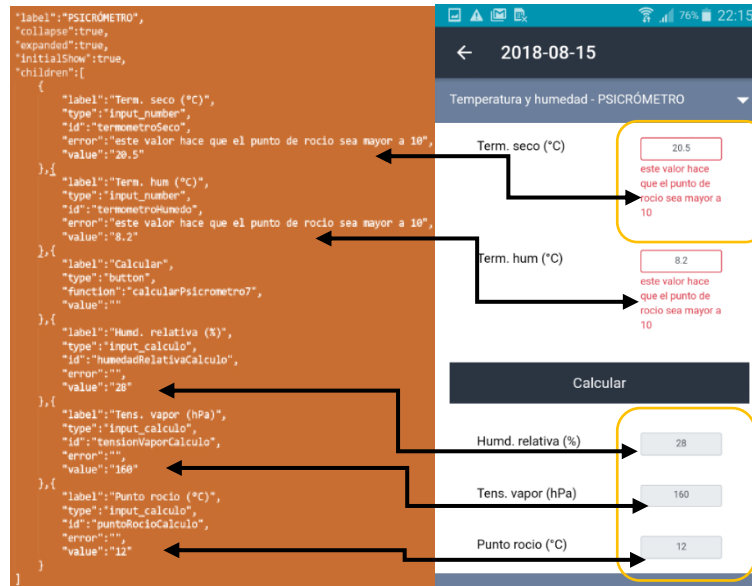 "label":"PSICRÓMETRO",
"collapse":true,
"expanded":true,
"initialShow":true,
"children":[
{
"label":"Term. seco (ºC)",
"type":"input_number",
"id":"termometroSeco",
"error":"este valor hace que el punto de rocio sea mayor a 10",
"value":"20.5"
},{
"label":"Term. hum (ºC)",
"type":"input_number",
"id":"termometroHumedo",
"error":"este valor hace que el punto de rocio sea mayor a 10",
"value":"8.2"
},{
"label":"Calcular",
"type":"button",
"function":"calcularPsicrometro7",
"value":""
},{
"label":"Humd. relativa (%)",
"type":"input_calculo",
"id":"humedadRelativaCalculo",
"error":"",
"value":"28"
},{
"label":"Tens. vapor (hPa)",
"type":"input_calculo",
"id":"tensionVaporCalculo",
"error":"",
"value":"160"
},{
"label":"Punto rocio (ºC)",
"type":"input_calculo",
"id":"puntoRocioCalculo",
"error":"",
"value":"12"
}
]
76% 22:15
2018-08-15
Temperatura y humedad - PSICRÓMETRO
Term. seco (°C)
20.5
este valor hace
que el punto de
rocio sea mayor a
10
Term. hum (°C)
8.2
este valor hace
que el punto de
rocio sea mayor a
10
Calcular
Humd. relativa (%)
28
Tens. vapor (hPa)
160
Punto rocio (°C)
12